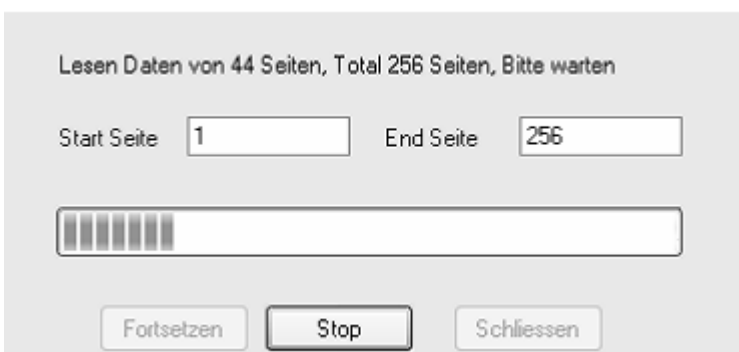 Lesen Daten von 44 Seiten, Total 256 Seiten, Bitte warten
Start Seite 1 End Seite 256
Fortsetzen Stop Schliessen